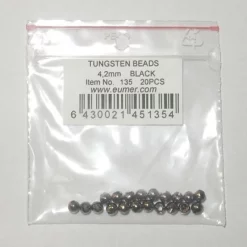 TUNGSTEN BEADS
4,2mm BLACK
Item No. 135 20PCS
www.eumer.com
6 430021 451354